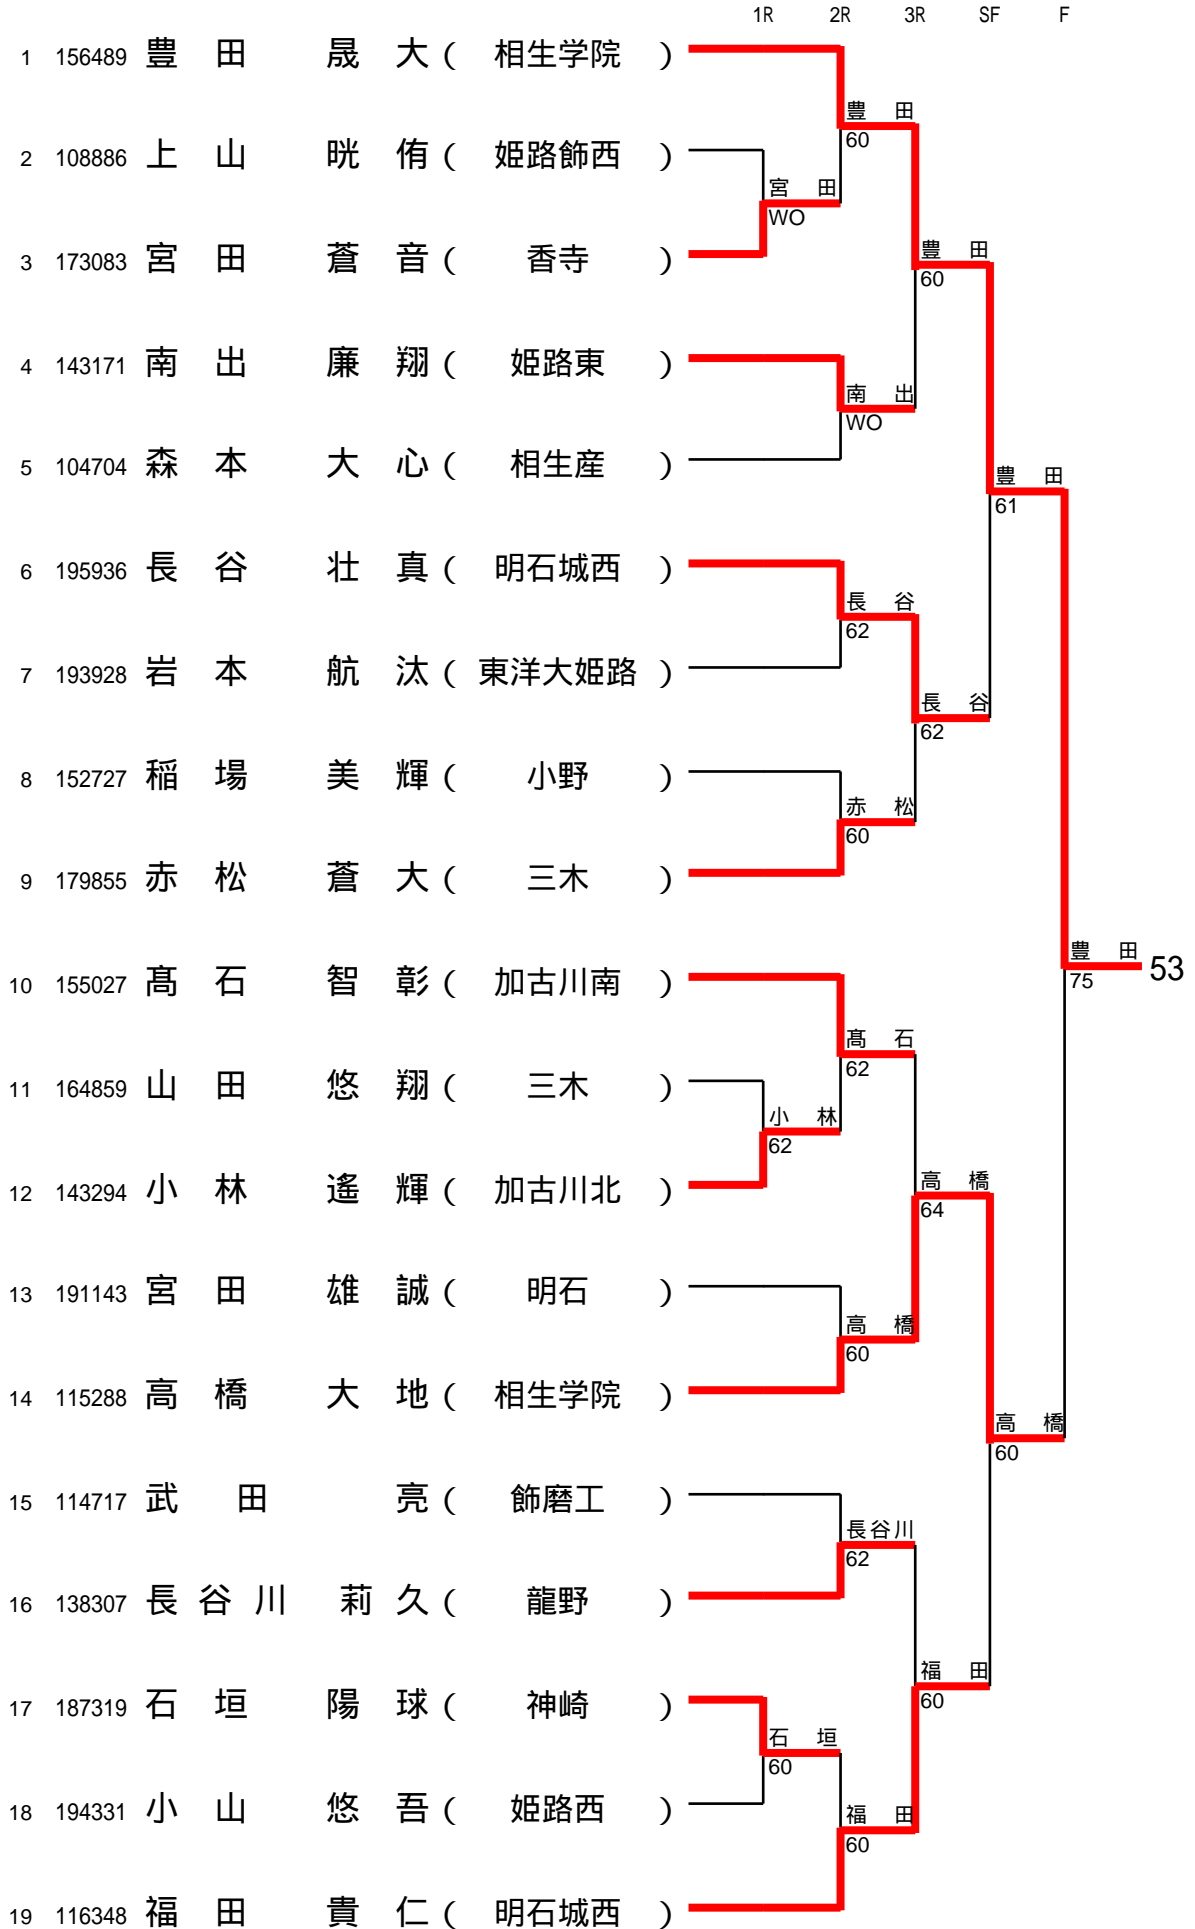 1R 2R 3R SF F
1 156489 豊田 晟大 ( 相生学院 )
豊田
60
2 108886 上山 晄侑 ( 姫路飾西 )
宮田
WO
3 173083 宮田 蒼音 ( 香寺 )
豊田
60
4 143171 南出 廉翔 ( 姫路東 )
南出
WO
5 104704 森本 大心 ( 相生産 )
豊田
61
6 195936 長谷 壮真 ( 明石城西 )
長谷
62
7 193928 岩本 航汰 ( 東洋大姫路 )
長谷
62
8 152727 稲場 美輝 ( 小野 )
赤松
60
9 179855 赤松 蒼大 ( 三木 )
豊田
75 53
10 155027 髙石 智彰 ( 加古川南 )
髙石
62
11 164859 山田 悠翔 ( 三木 )
小林
62
12 143294 小林 遙輝 ( 加古川北 )
高橋
64
13 191143 宮田 雄誠 ( 明石 )
高橋
60
14 115288 高橋 大地 ( 相生学院 )
高橋
60
15 114717 武田 亮 ( 飾磨工 )
長谷川
62
16 138307 長谷川 莉久 ( 龍野 )
福田
60
17 187319 石垣 陽球 ( 神崎 )
石垣
60
18 194331 小山 悠吾 ( 姫路西 )
福田
60
19 116348 福田 貴仁 ( 明石城西 )